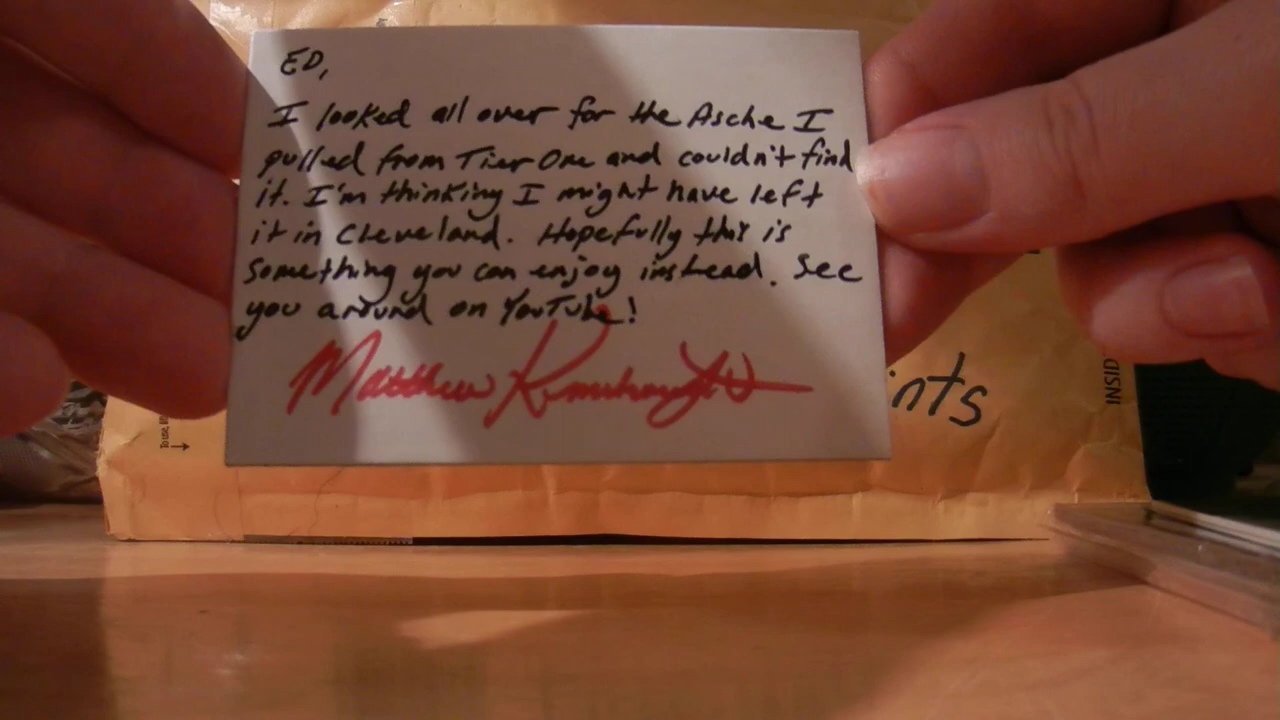 ED,
I looked all over for the Asche I
pulled from Tier One and couldn't find
it. I'm thinking I might have left
it in Cleveland. Hopefully this is
something you can enjoy instead. See
you around on YouTube!
Matthew
ints
INSID